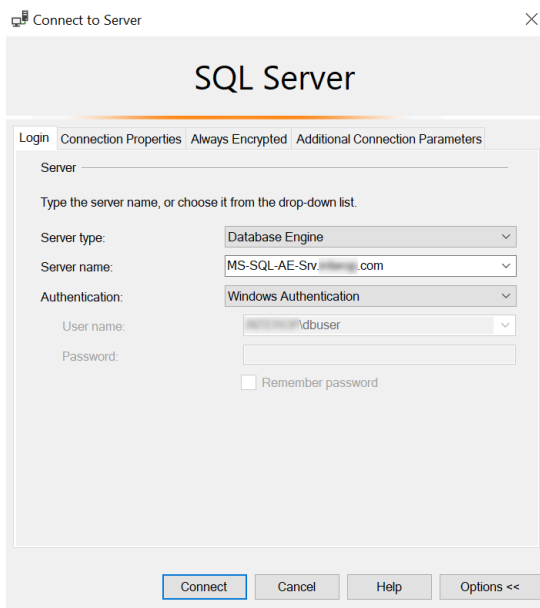 Connect to Server
SQL Server
Login Connection Properties Always Encrypted Additional Connection Parameters
Server
Type the server name, or choose it from the drop-down list.
Server type: Database Engine
Server name: MS-SQL-AE-Srv. .com
Authentication: Windows Authentication
User name: \dbuser
Password:
Remember password
Connect Cancel Help Options <<